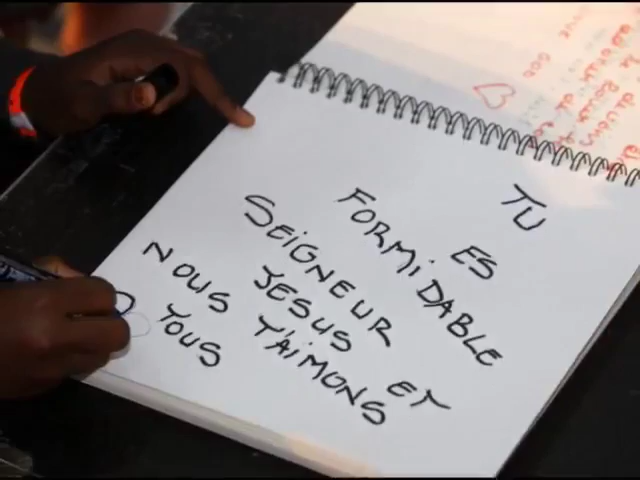 TU
ES
FORMIDABLE
SEIGNEUR
JESUS ET
NOUS T'AIMONS
TOUS